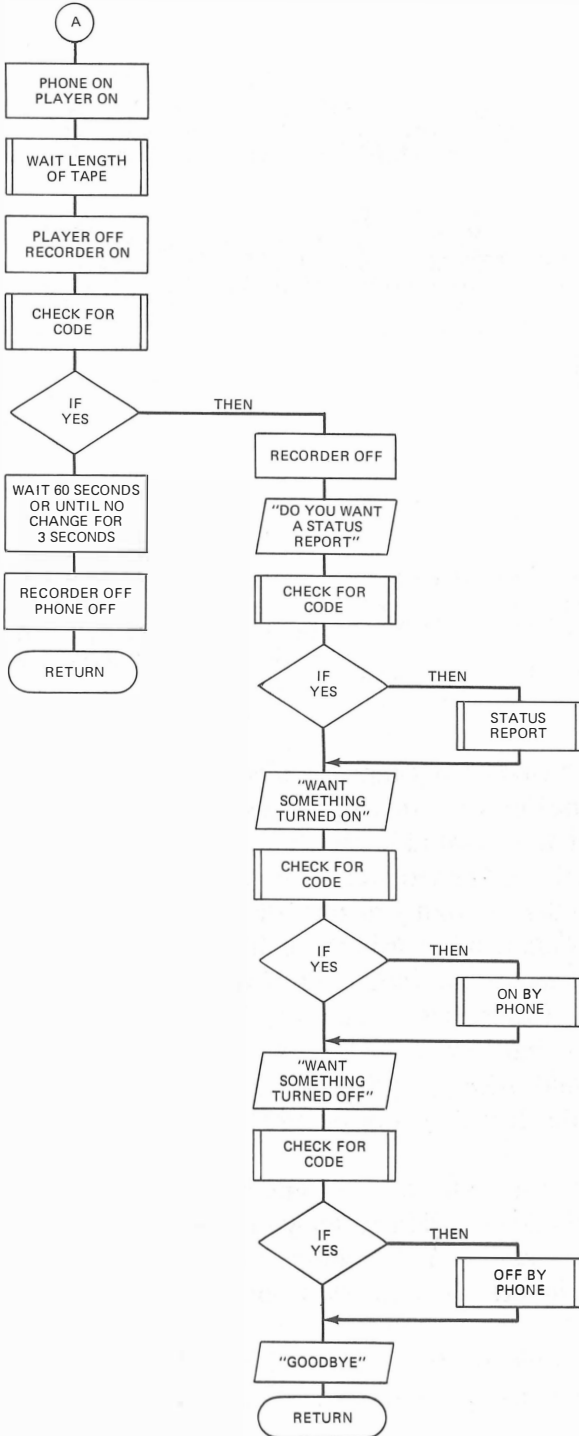 A
PHONE ON
PLAYER ON
WAIT LENGTH
OF TAPE
PLAYER OFF
RECORDER ON
CHECK FOR
CODE
IF
YES
THEN
WAIT 60 SECONDS
OR UNTIL NO
CHANGE FOR
3 SECONDS
RECORDER OFF
PHONE OFF
RETURN
RECORDER OFF
"DO YOU WANT
A STATUS
REPORT"
CHECK FOR
CODE
IF
YES
THEN
STATUS
REPORT
"WANT
SOMETHING
TURNED ON"
CHECK FOR
CODE
IF
YES
THEN
ON BY
PHONE
"WANT
SOMETHING
TURNED OFF"
CHECK FOR
CODE
IF
YES
THEN
OFF BY
PHONE
"GOODBYE"
RETURN